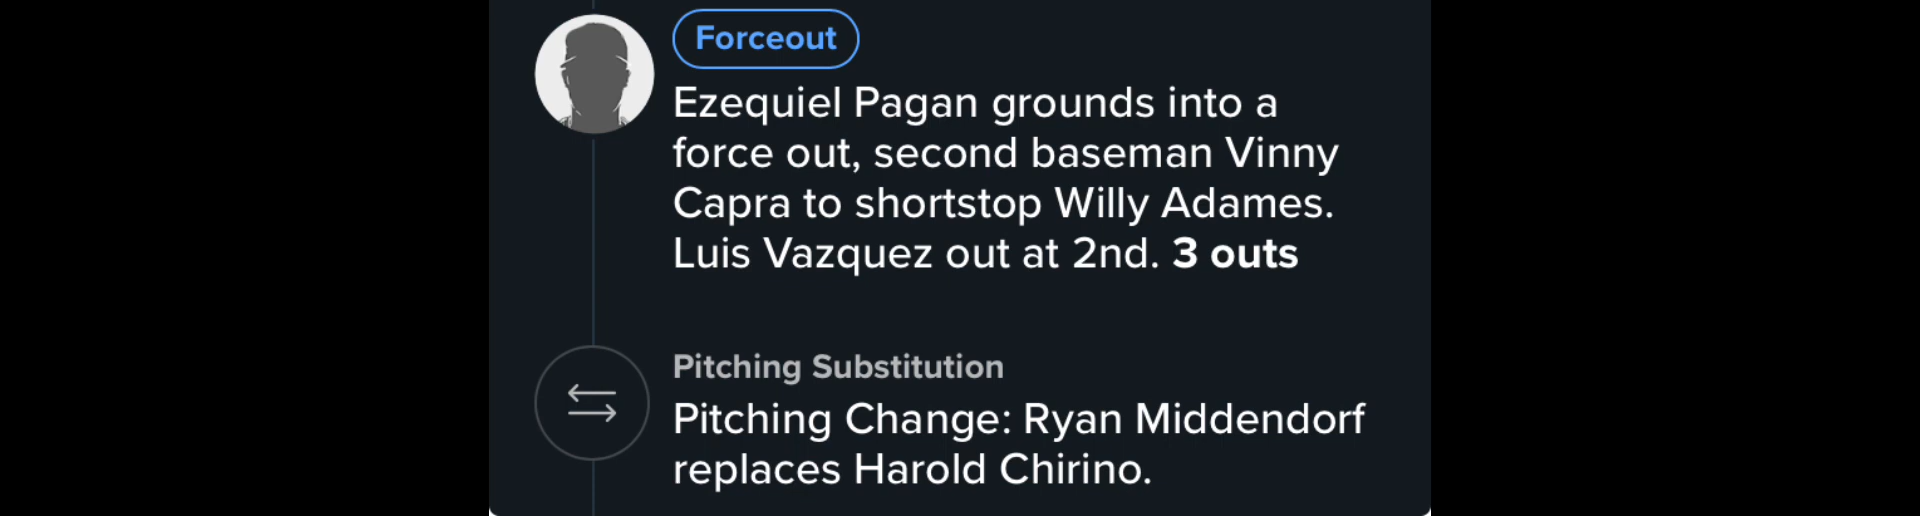 Forceout
Ezequiel Pagan grounds into a
force out, second baseman Vinny
Capra to shortstop Willy Adames.
Luis Vazquez out at 2nd. 3 outs
Pitching Substitution
Pitching Change: Ryan Middendorf
replaces Harold Chirino.